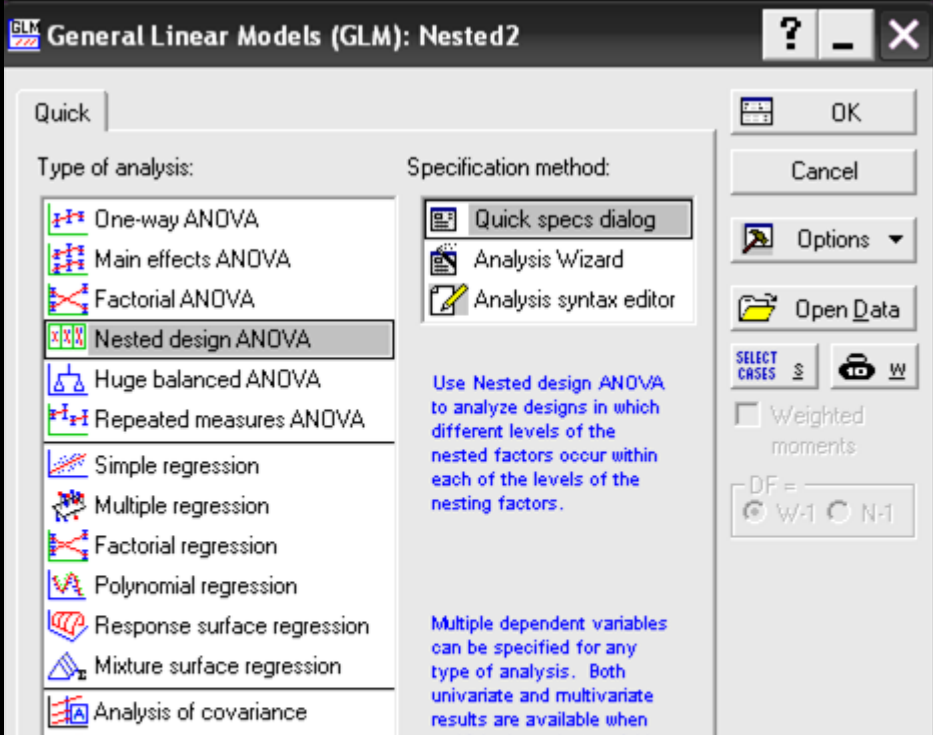 GLM General Linear Models (GLM): Nested2
Quick
Type of analysis:
One-way ANOVA
Main effects ANOVA
Factorial ANOVA
Nested design ANOVA
Huge balanced ANOVA
Repeated measures ANOVA
Simple regression
Multiple regression
Factorial regression
Polynomial regression
Response surface regression
Mixture surface regression
Analysis of covariance
Specification method:
Quick specs dialog
Analysis Wizard
Analysis syntax editor
Use Nested design ANOVA
to analyze designs in which
different levels of the
nested factors occur within
each of the levels of the
nesting factors.
Multiple dependent variables
can be specified for any
type of analysis. Both
univariate and multivariate
results are available when
?
OK
Cancel
Options
Open Data
SELECT
CASES S
W
Weighted
moments
DF =
W-1 N-1